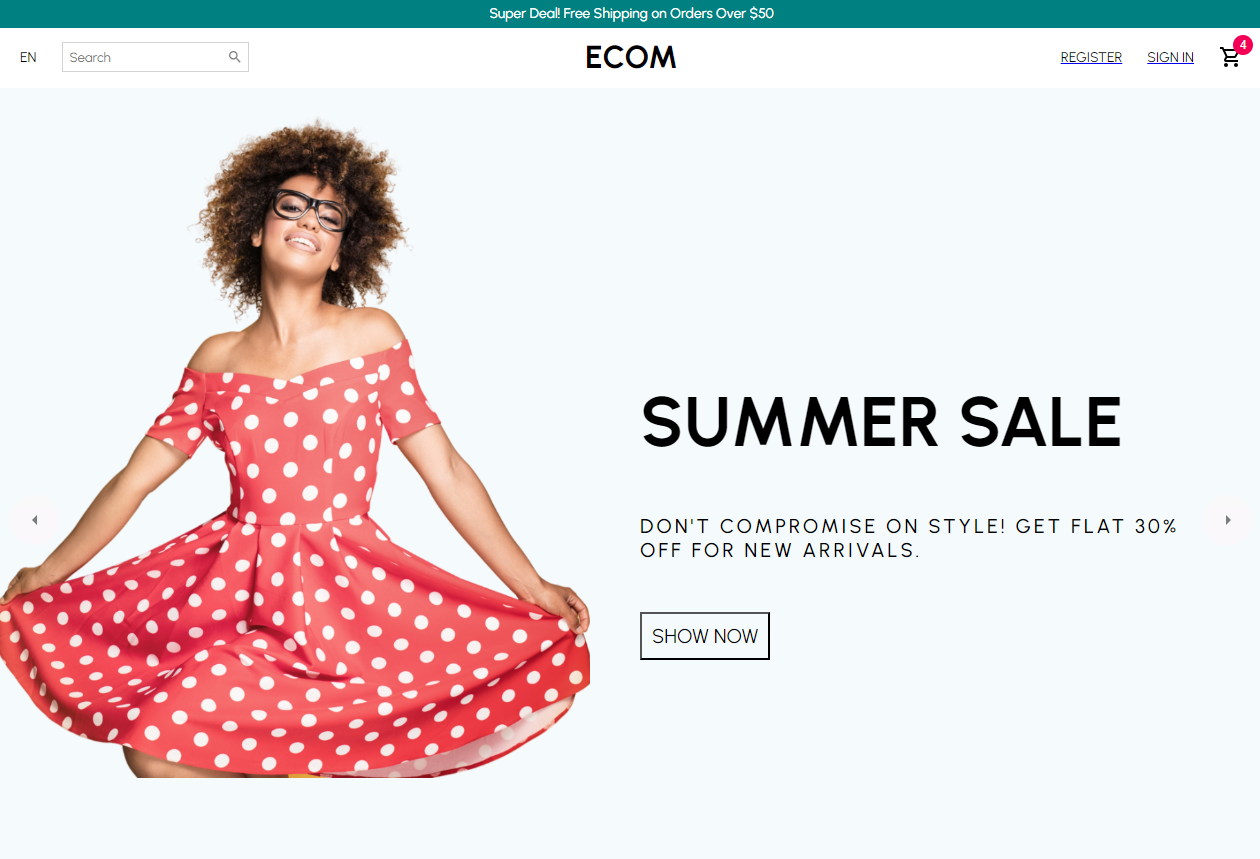 Super Deal! Free Shipping on Orders Over $50
EN
Search
ECOM
REGISTER
SIGN IN
4
SUMMER SALE
DON'T COMPROMISE ON STYLE! GET FLAT 30%
OFF FOR NEW ARRIVALS.
SHOW NOW